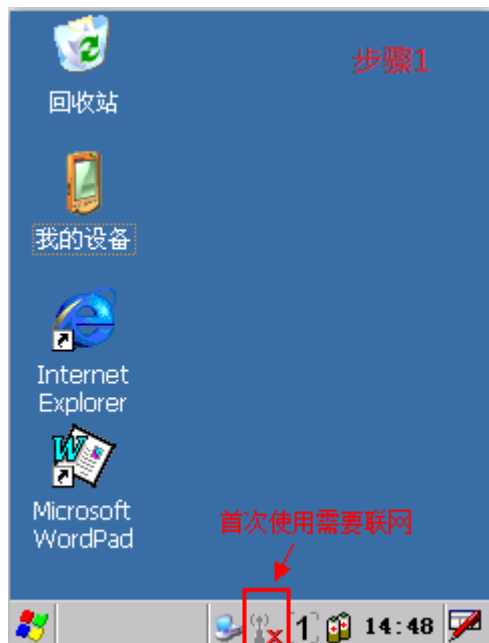 步骤1
回收站
我的设备
Internet
Explorer
Microsoft
WordPad
首次使用需要联网
1
14:48